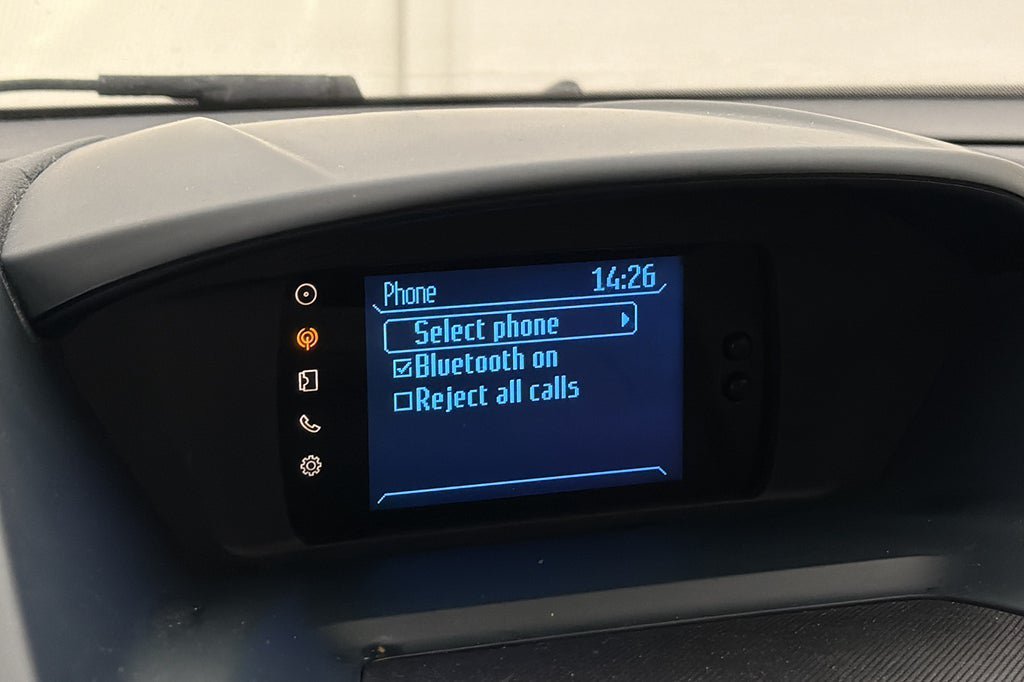 Phone 14:26
Select phone
Bluetooth on
Reject all calls